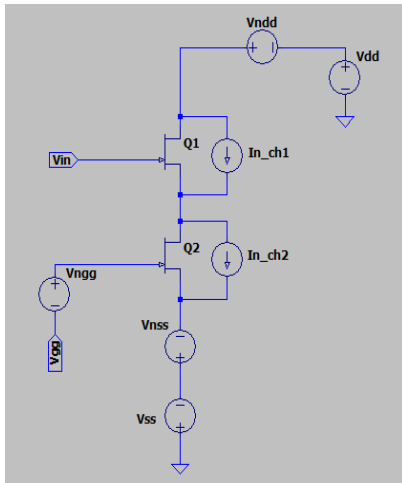 Vndd
Vdd
Q1
In_ch1
Vin
Q2
In_ch2
Vngg
Vgg
Vnss
Vss